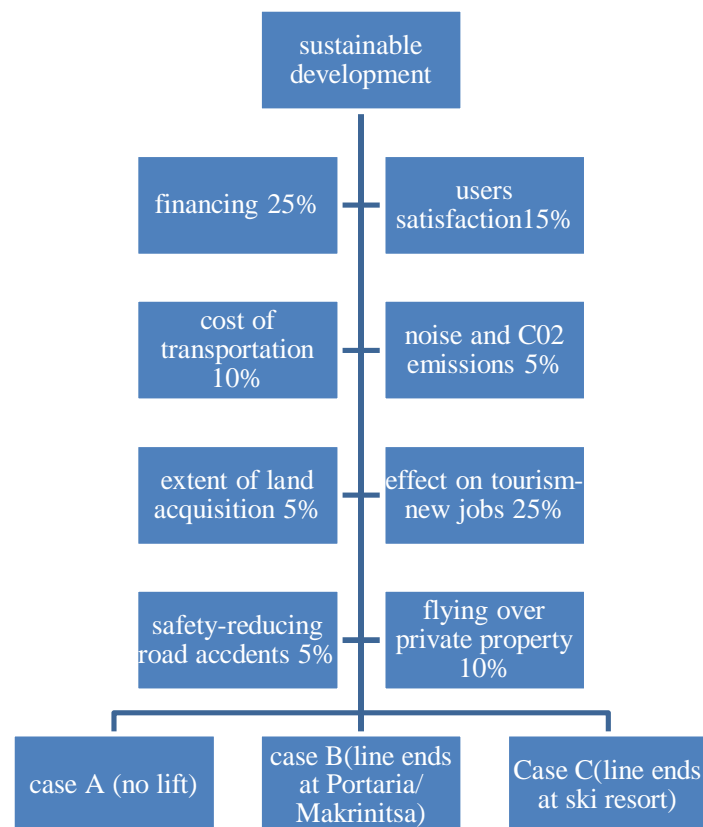 sustainable
development
financing 25%
users
satisfaction15%
cost of
transportation
10%
noise and C02
emissions 5%
extent of land
acquisition 5%
effect on tourism-
new jobs 25%
safety-reducing
road accdents 5%
flying over
private property
10%
case A (no lift)
case B(line ends
at Portaria/
Makrinitsa)
Case C(line ends
at ski resort)